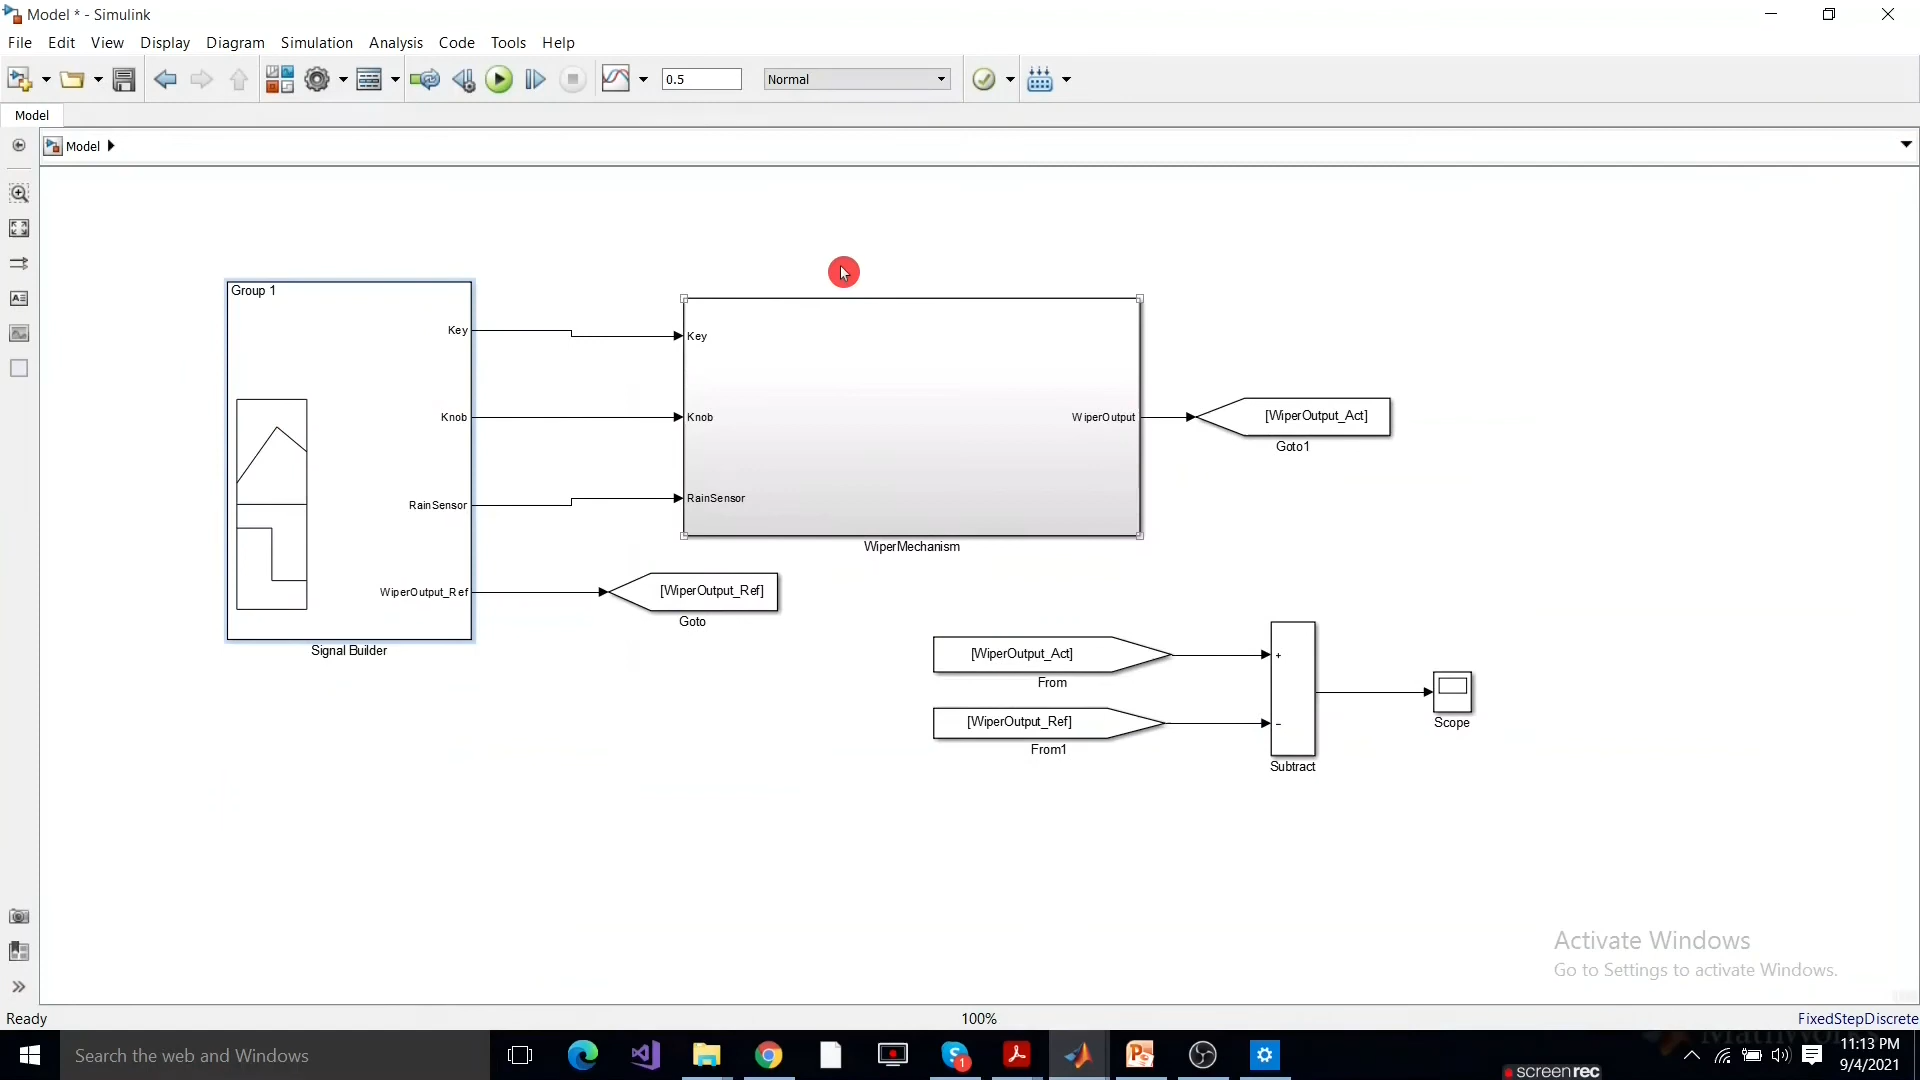 Model * - Simulink
File Edit View Display Diagram Simulation Analysis Code Tools Help
0.5 Normal
Model
Model
Group 1
Key
Knob
RainSensor
WiperOutput_Ref
Signal Builder
Key
Knob
RainSensor
WiperOutput
WiperMechanism
[WiperOutput_Act]
Goto1
[WiperOutput_Ref]
Goto
[WiperOutput_Act]
From
[WiperOutput_Ref]
From1
+
-
Subtract
Scope
Activate Windows
Go to Settings to activate Windows.
Ready 100% FixedStepDiscrete
Search the web and Windows
1
screenrec
11:13 PM
9/4/2021